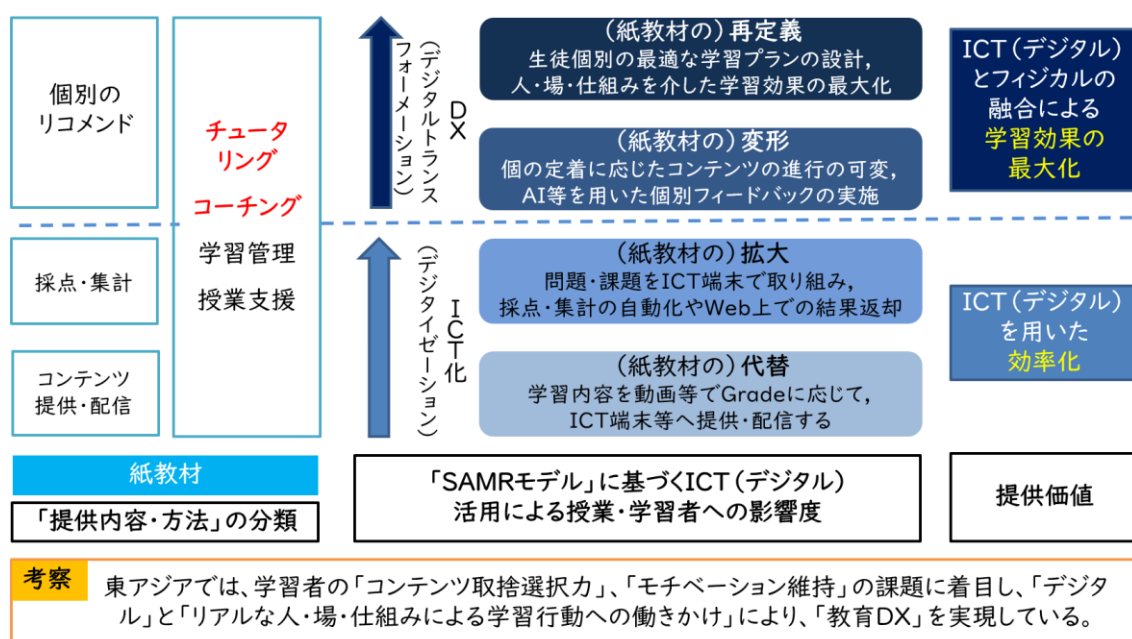 個別の
リコメンド
採点・集計
コンテンツ
提供・配信
チュータ
リング
コーチング
学習管理
授業支援
紙教材
「提供内容・方法」の分類
DX
(デジタルトランス
フォーメーション)
ICT化
(デジタイゼーション)
(紙教材の) 再定義
生徒個別の最適な学習プランの設計,
人・場・仕組みを介した学習効果の最大化
(紙教材の) 変形
個の定着に応じたコンテンツの進行の可変,
AI等を用いた個別フィードバックの実施
(紙教材の) 拡大
問題・課題をICT端末で取り組み,
採点・集計の自動化やWeb上での結果返却
(紙教材の) 代替
学習内容を動画等でGradeに応じて,
ICT端末等へ提供・配信する
「SAMRモデル」に基づくICT(デジタル)
活用による授業・学習者への影響度
ICT(デジタル)
とフィジカルの
融合による
学習効果の
最大化
ICT(デジタル)
を用いた
効率化
提供価値
考察
東アジアでは、学習者の「コンテンツ取捨選択力」、「モチベーション維持」の課題に着目し、「デジタ
ル」と「リアルな人・場・仕組みによる学習行動への働きかけ」により、「教育DX」を実現している。